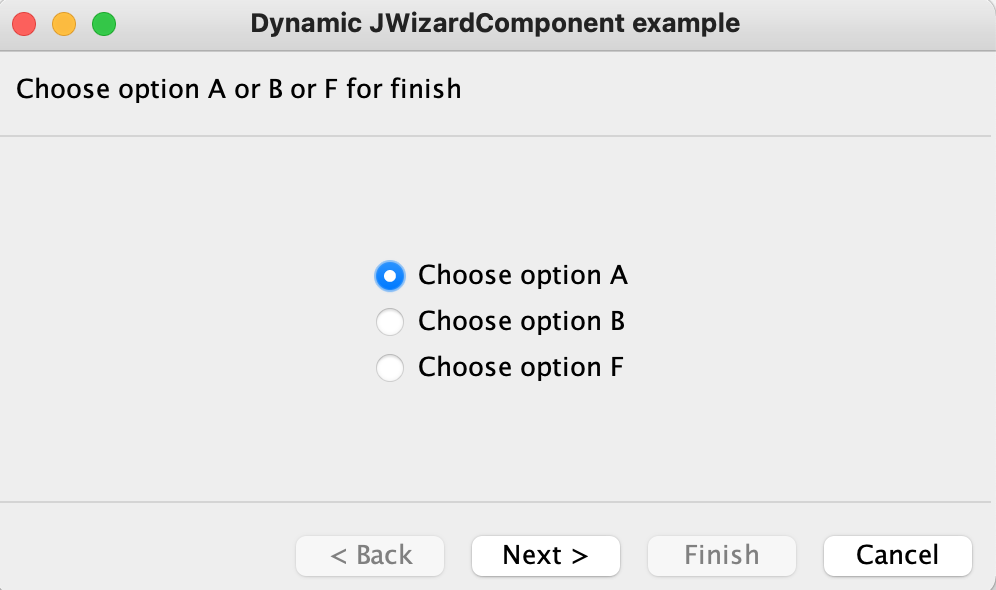 Dynamic JWizardComponent example
Choose option A or B or F for finish
Choose option A
Choose option B
Choose option F
< Back Next > Finish Cancel